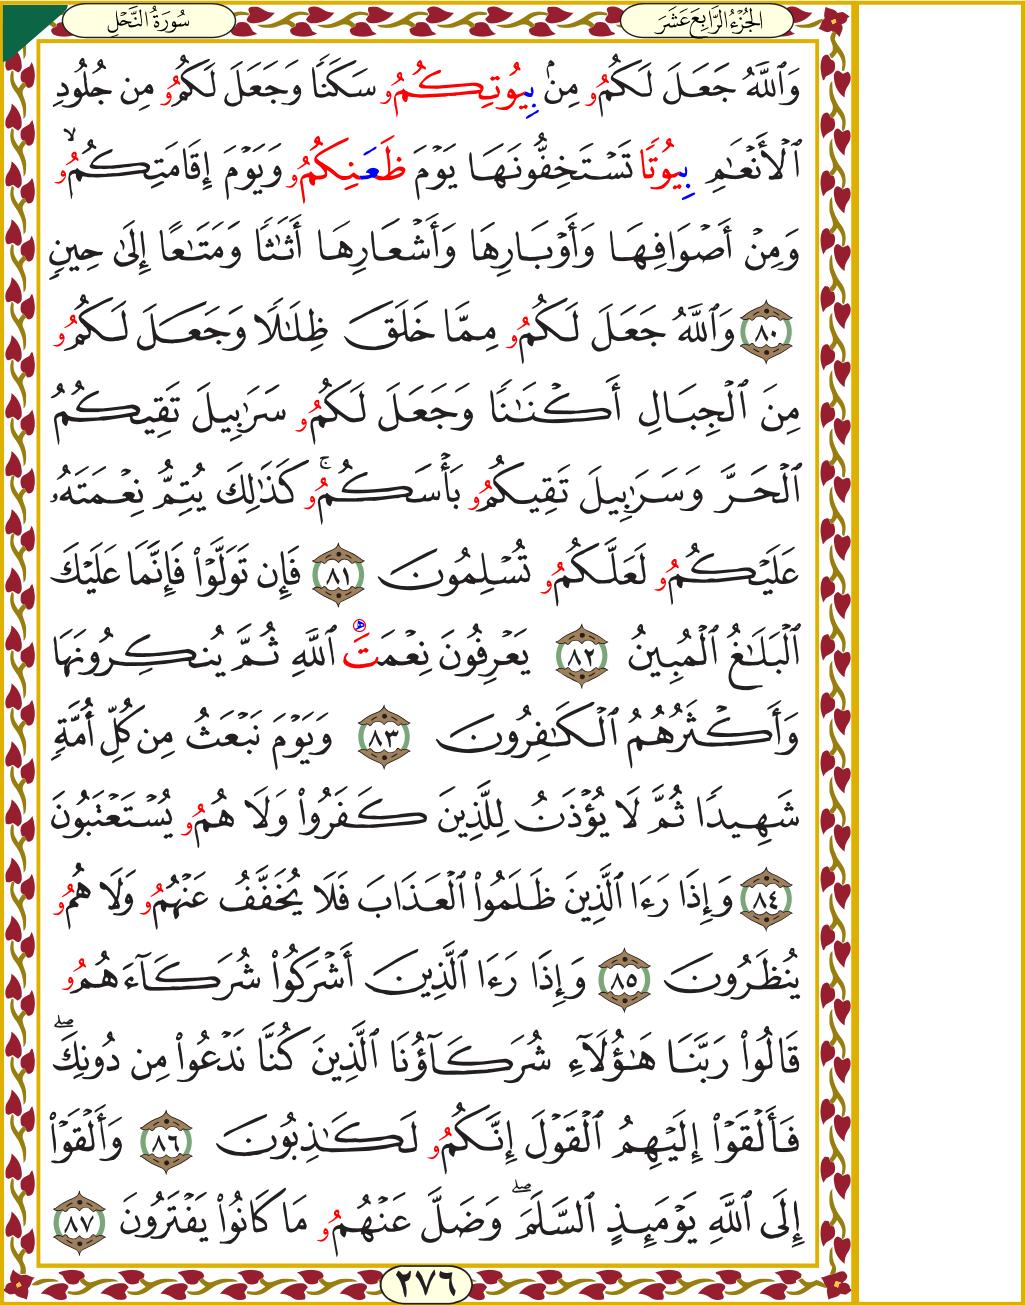 الجُزْءُ الرَّابِعَ عَشَرَ
سُورَةُ النَّحْلِ
وَٱللَّهُ جَعَلَ لَكُمُۥ مِنۢ بِيُوتِكُمُۥ سَكَنًا وَجَعَلَ لَكُمُۥ مِن جُلُودِ
ٱلْأَنْعَٰمِ بِيُوتًا تَسْتَخِفُّونَهَا يَوْمَ ظَعَنِكُمُۥ وَيَوْمَ إِقَامَتِكُمُۥۙ
وَمِنْ أَصْوَافِهَا وَأَوْبَارِهَا وَأَشْعَارِهَا أَثَٰثًا وَمَتَٰعًا إِلَىٰ حِينٍ
٨٠ وَٱللَّهُ جَعَلَ لَكُمُۥ مِمَّا خَلَقَ ظِلَٰلًا وَجَعَلَ لَكُمُۥ
مِنَ ٱلْجِبَالِ أَكْنَٰنًا وَجَعَلَ لَكُمُۥ سَرَٰبِيلَ تَقِيكُمُ
ٱلْحَرَّ وَسَرَٰبِيلَ تَقِيكُمُۥ بَأْسَكُمُۥۚ كَذَٰلِكَ يُتِمُّ نِعْمَتَهُۥ
عَلَيْكُمُۥ لَعَلَّكُمُۥ تُسْلِمُونَ ٨١ فَإِن تَوَلَّوْا۟ فَإِنَّمَا عَلَيْكَ
ٱلْبَلَٰغُ ٱلْمُبِينُ ٨٢ يَعْرِفُونَ نِعْمَتَ ٱللَّهِ ثُمَّ يُنكِرُونَهَا
وَأَكْثَرُهُمُ ٱلْكَٰفِرُونَ ٨٣ وَيَوْمَ نَبْعَثُ مِن كُلِّ أُمَّةٍ
شَهِيدًا ثُمَّ لَا يُؤْذَنُ لِلَّذِينَ كَفَرُوا۟ وَلَا هُمُۥ يُسْتَعْتَبُونَ
٨٤ وَإِذَا رَءَا ٱلَّذِينَ ظَلَمُوا۟ ٱلْعَذَابَ فَلَا يُخَفَّفُ عَنْهُمُۥ وَلَا هُمُۥ
يُنظَرُونَ ٨٥ وَإِذَا رَءَا ٱلَّذِينَ أَشْرَكُوا۟ شُرَكَآءَهُمُۥ
قَالُوا۟ رَبَّنَا هَٰٓؤُلَآءِ شُرَكَآؤُنَا ٱلَّذِينَ كُنَّا نَدْعُوا۟ مِن دُونِكَۖ
فَأَلْقَوْا۟ إِلَيْهِمُ ٱلْقَوْلَ إِنَّكُمُۥ لَكَٰذِبُونَ ٨٦ وَأَلْقَوْا۟
إِلَى ٱللَّهِ يَوْمَئِذٍ ٱلسَّلَمَۖ وَضَلَّ عَنْهُمُۥ مَا كَانُوا۟ يَفْتَرُونَ ٨٧
٢٧٦